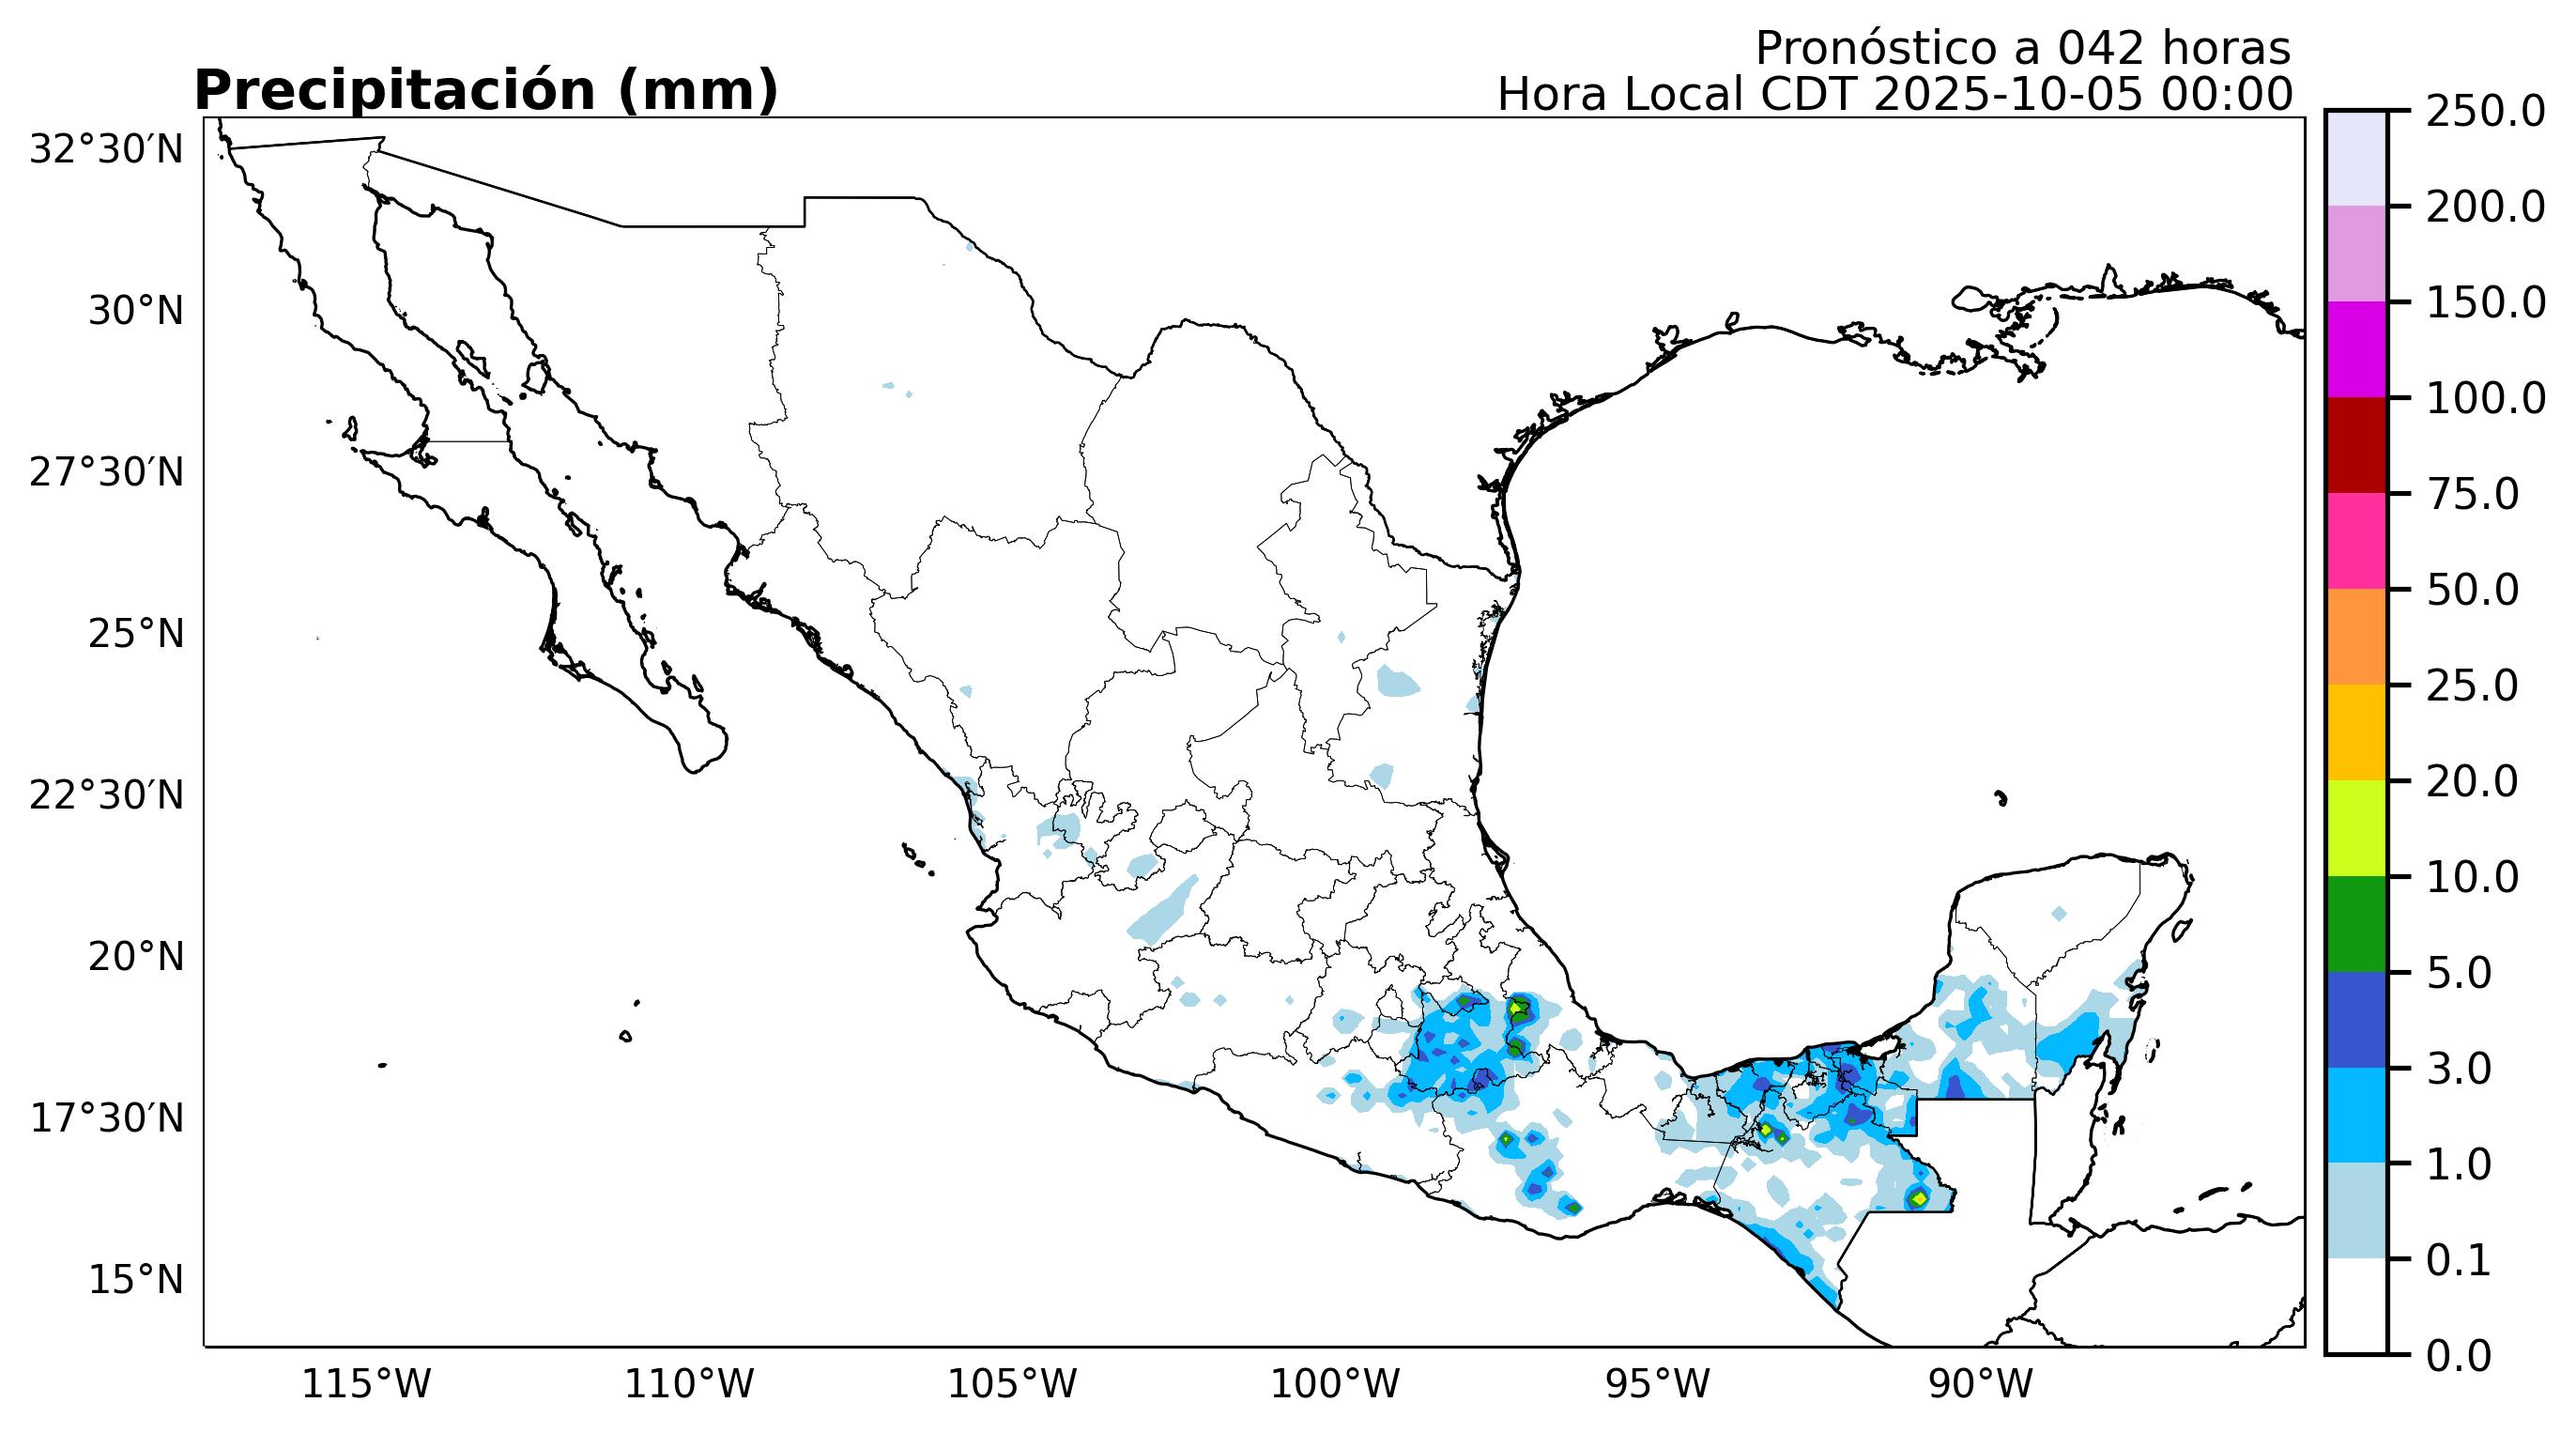 Pronóstico a 042 horas
Precipitación (mm)
Hora Local CDT 2025-10-05 00:00
32°30′N
30°N
27°30′N
25°N
22°30′N
20°N
17°30′N
15°N
115°W
110°W
105°W
100°W
95°W
90°W
250.0
200.0
150.0
100.0
75.0
50.0
25.0
20.0
10.0
5.0
3.0
1.0
0.1
0.0